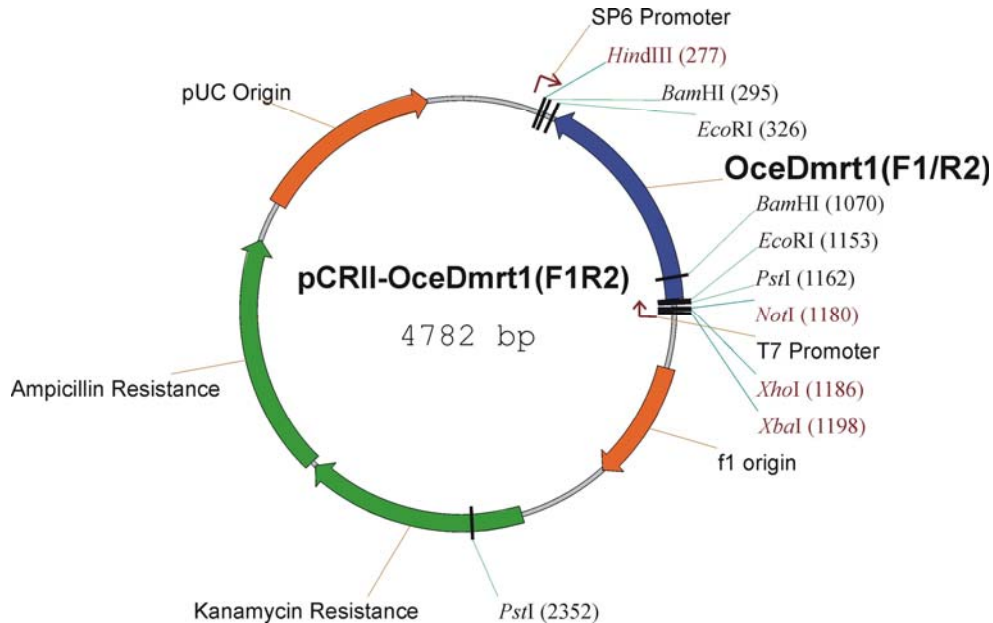 SP6 Promoter
HindIII (277)
pUC Origin
BamHI (295)
EcoRI (326)
OceDmrt1(F1/R2)
BamHI (1070)
EcoRI (1153)
pCRII-OceDmrt1(F1R2)
PstI (1162)
NotI (1180)
4782 bp
T7 Promoter
Ampicillin Resistance
XhoI (1186)
XbaI (1198)
f1 origin
Kanamycin Resistance
PstI (2352)